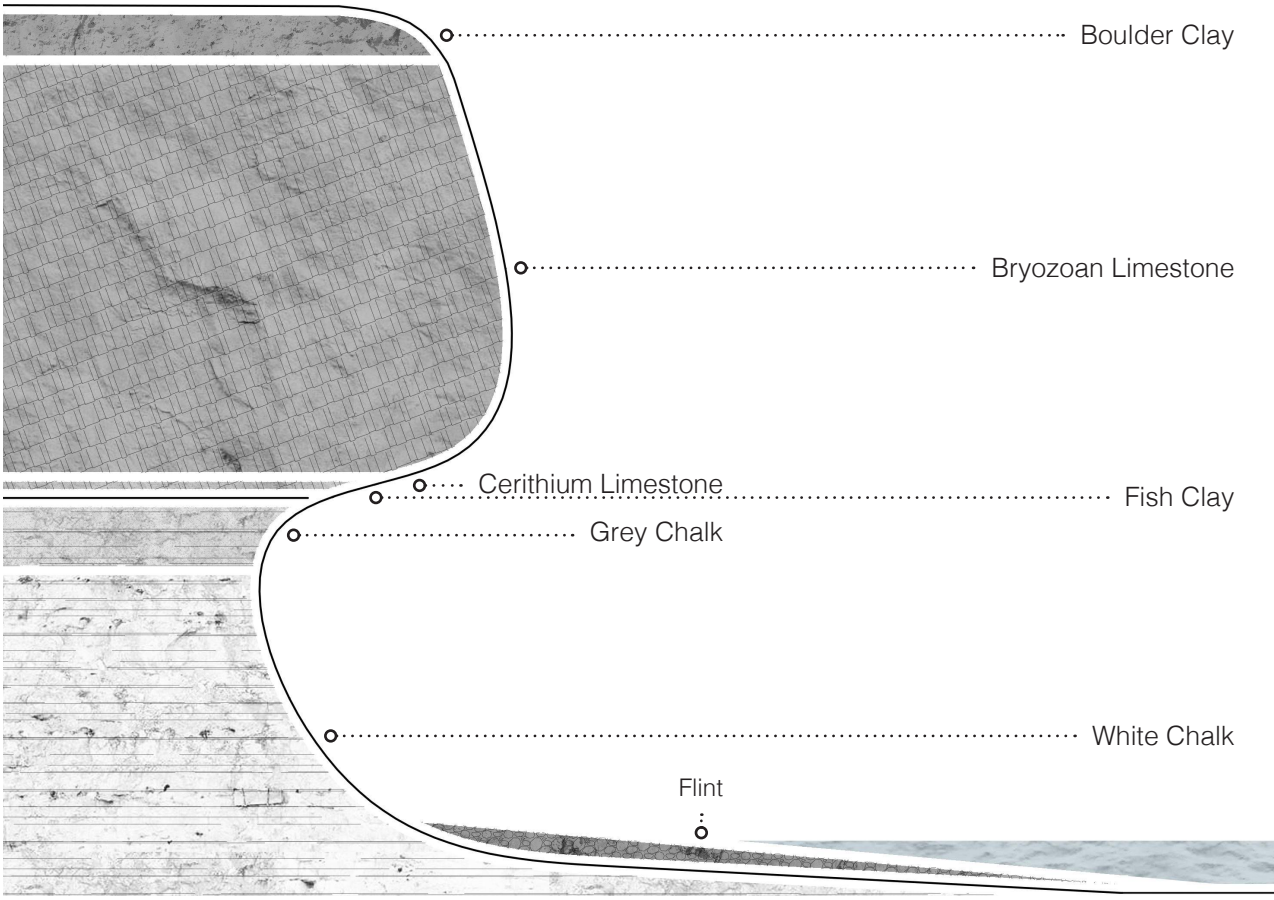 Boulder Clay
Bryozoan Limestone
Cerithium Limestone
Fish Clay
Grey Chalk
White Chalk
Flint